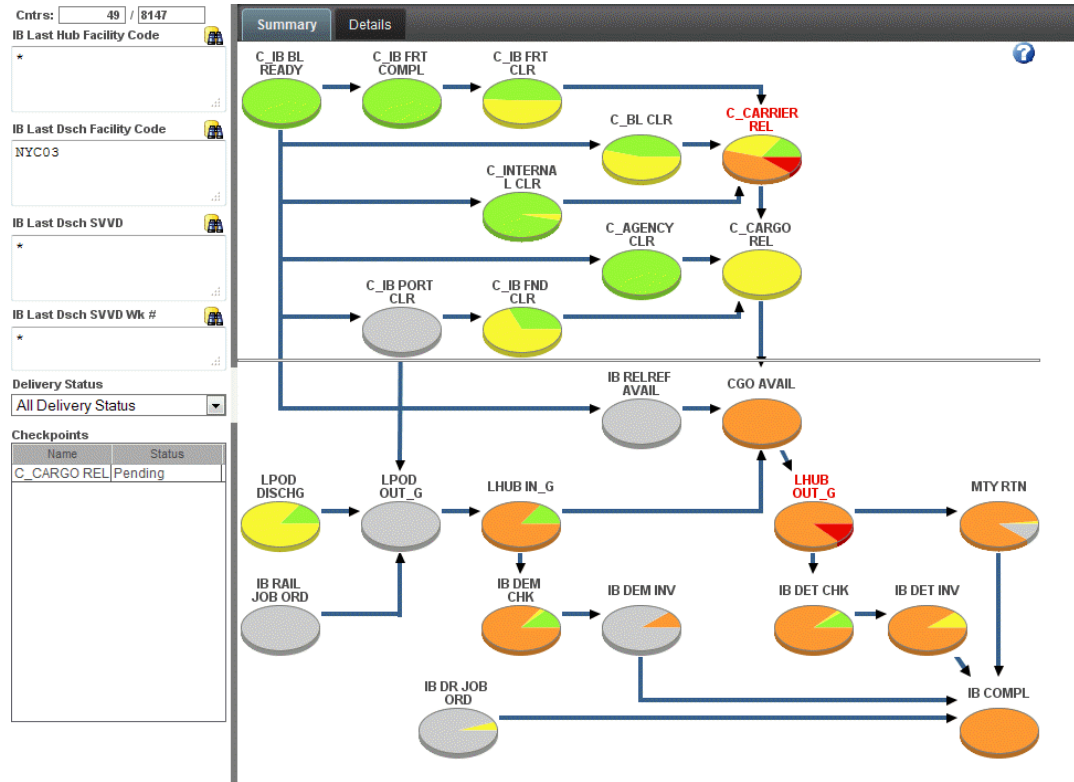 Cntrs: 49 / 8147
IB Last Hub Facility Code
*
IB Last Dsch Facility Code
NYC03
IB Last Dsch SVVD
*
IB Last Dsch SVVD Wk #
*
Delivery Status
All Delivery Status
Checkpoints
Name Status
C_CARGO REL Pending
Summary Details
?
C_IB BL
READY
C_IB FRT
COMPL
C_IB FRT
CLR
C_BL CLR
C_CARRIER
REL
C_INTERNA
L CLR
C_AGENCY
CLR
C_CARGO
REL
C_IB PORT
CLR
C_IB FND
CLR
IB RELREF
AVAIL
CGO AVAIL
LPOD
DISCHG
LPOD
OUT_G
LHUB IN_G
LHUB
OUT_G
MTY RTN
IB RAIL
JOB ORD
IB DEM
CHK
IB DEM INV
IB DET CHK
IB DET INV
IB DR JOB
ORD
IB COMPL